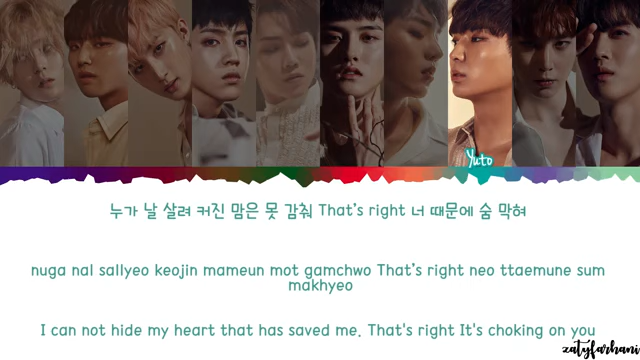 Yuto
누가 날 살려 커진 맘은 못 감춰 That's right 너 때문에 숨 막혀
nuga nal sallyeo keojin mameun mot gamchwo That's right neo ttaemune sum
makhyeo
I can not hide my heart that has saved me. That's right It's choking on you
zatyfarhani